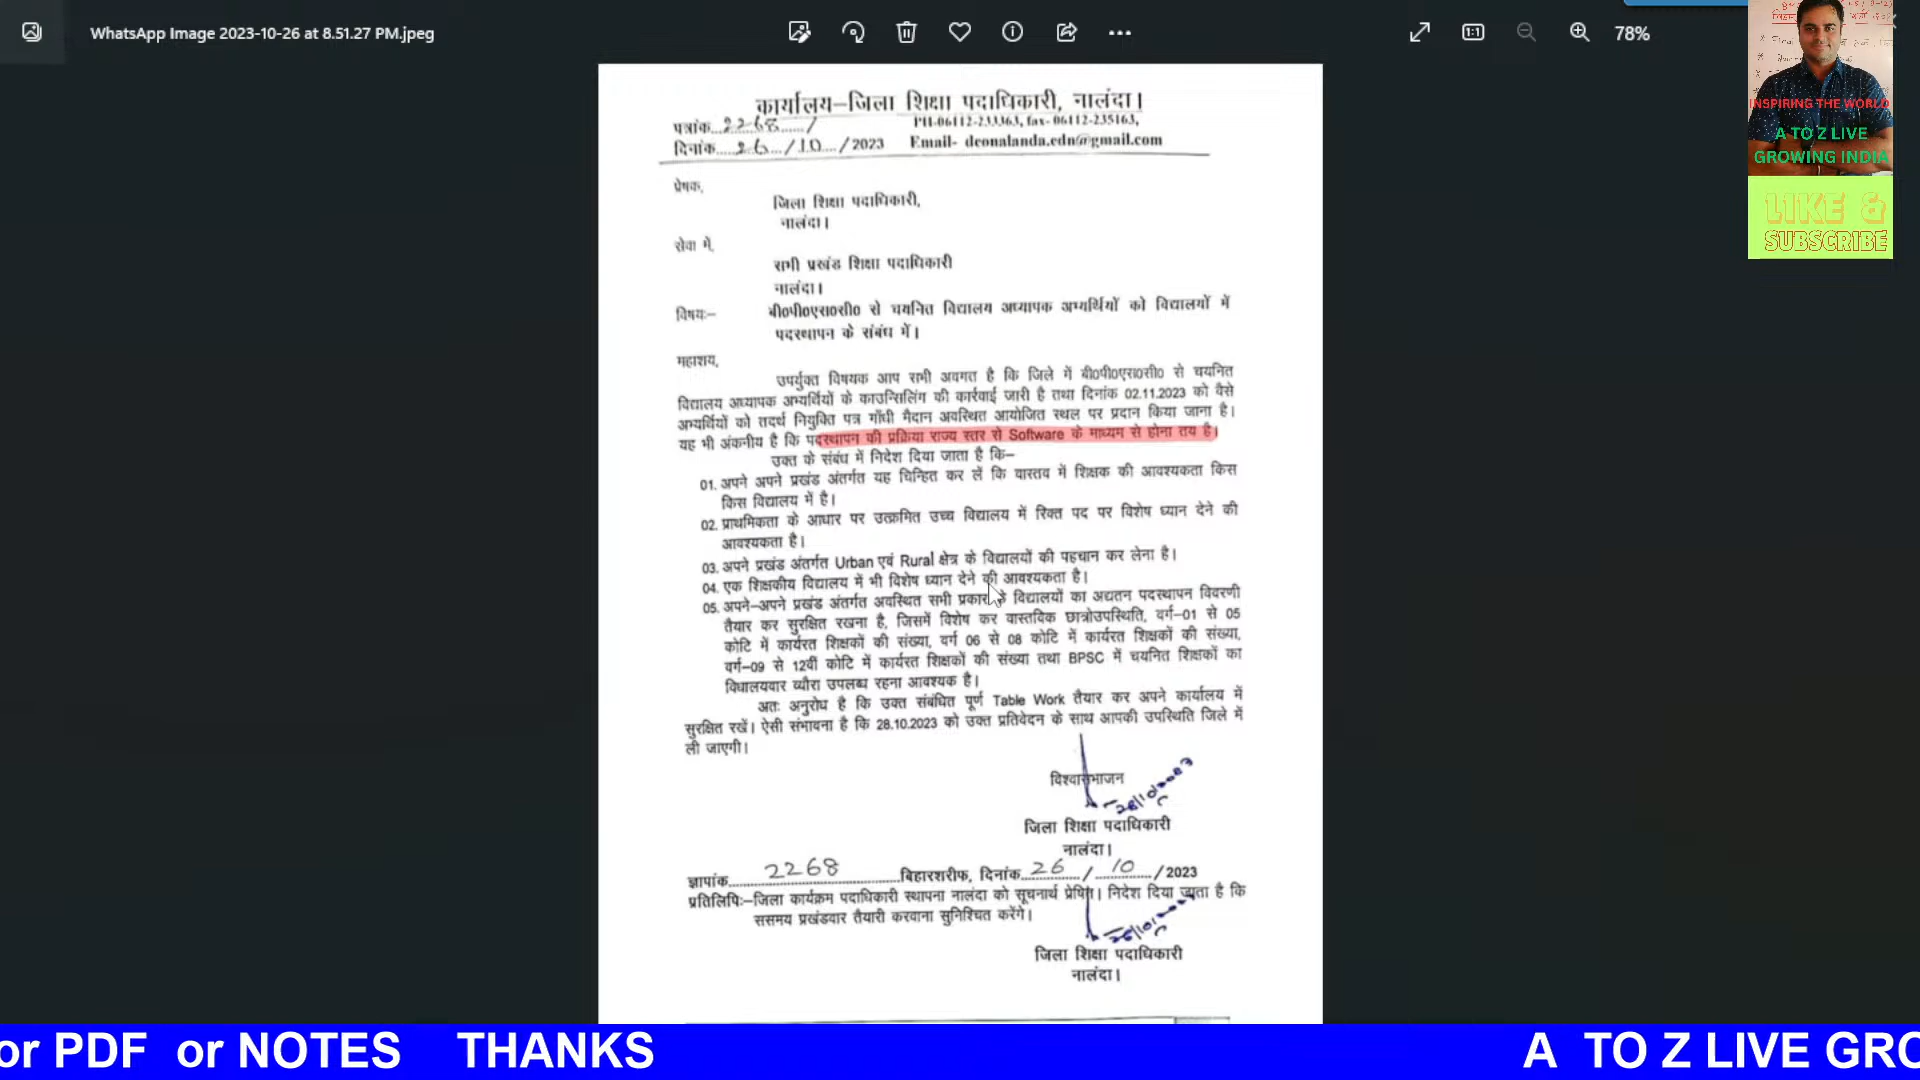 WhatsApp Image 2023-10-26 at 8.51.27 PM.jpeg
78%
कार्यालय–जिला शिक्षा पदाधिकारी, नालंदा।
पत्रांक...2268....../
PH-06112-233363, fax- 06112-235163,
दिनांक.....26.../10.../2023
Email- deonalanda.edn@gmail.com
प्रेषक,
जिला शिक्षा पदाधिकारी,
नालंदा।
सेवा में,
सभी प्रखंड शिक्षा पदाधिकारी
नालंदा।
विषयः–
बी०पी०एस०सी० से चयनित विद्यालय अध्यापक अभ्यर्थियों को विद्यालयों में
पदस्थापन के संबंध में।
महाशय,
उपर्युक्त विषयक आप सभी अवगत है कि जिले में बी०पी०एस०सी० से चयनित
विद्यालय अध्यापक अभ्यर्थियों के काउन्सिलिंग की कार्रवाई जारी है तथा दिनांक 02.11.2023 को वैसे
अभ्यर्थियों को तदर्थ नियुक्ति पत्र गाँधी मैदान अवस्थित आयोजित स्थल पर प्रदान किया जाना है।
यह भी अंकनीय है कि पदस्थापन की प्रक्रिया राज्य स्तर से Software के माध्यम से होना तय है।
उक्त के संबंध में निदेश दिया जाता है कि–
01. अपने अपने प्रखंड अंतर्गत यह चिन्हित कर लें कि वास्तव में शिक्षक की आवश्यकता किस
किस विद्यालय में है।
02. प्राथमिकता के आधार पर उत्क्रमित उच्च विद्यालय में रिक्त पद पर विशेष ध्यान देने की
आवश्यकता है।
03. अपने प्रखंड अंतर्गत Urban एवं Rural क्षेत्र के विद्यालयों की पहचान कर लेना है।
04. एक शिक्षकीय विद्यालय में भी विशेष ध्यान देने की आवश्यकता है।
05. अपने–अपने प्रखंड अंतर्गत अवस्थित सभी प्रकार के विद्यालयों का अद्यतन पदस्थापन विवरणी
तैयार कर सुरक्षित रखना है, जिसमें विशेष कर वास्तविक छात्रोउपस्थिति, वर्ग–01 से 05
कोटि में कार्यरत शिक्षकों की संख्या, वर्ग 06 से 08 कोटि में कार्यरत शिक्षकों की संख्या,
वर्ग–09 से 12वीं कोटि में कार्यरत शिक्षकों की संख्या तथा BPSC में चयनित शिक्षकों का
विधालयवार व्यौरा उपलब्ध रहना आवश्यक है।
अतः अनुरोध है कि उक्त संबंधित पूर्ण Table Work तैयार कर अपने कार्यालय में
सुरक्षित रखें। ऐसी संभावना है कि 28.10.2023 को उक्त प्रतिवेदन के साथ आपकी उपस्थिति जिले में
ली जाएगी।
विश्वासभाजन
जिला शिक्षा पदाधिकारी
नालंदा।
ज्ञापांक......2268......बिहारशरीफ, दिनांक..26../..10../2023
प्रतिलिपिः–जिला कार्यक्रम पदाधिकारी स्थापना नालंदा को सूचनार्थ प्रेषित। निदेश दिया जाता है कि
ससमय प्रखंडवार तैयारी करवाना सुनिश्चित करेंगे।
जिला शिक्षा पदाधिकारी
नालंदा।
INSPIRING THE WORLD
A TO Z LIVE
GROWING INDIA
LIKE &
SUBSCRIBE
or PDF or NOTES THANKS
A TO Z LIVE GRO